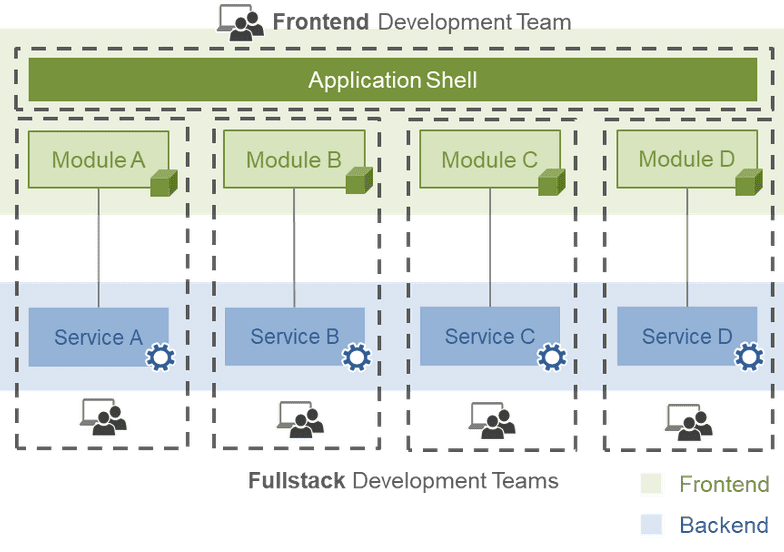 Frontend Development Team
Application Shell
Module A
Module B
Module C
Module D
Service A
Service B
Service C
Service D
Fullstack Development Teams
Frontend
Backend